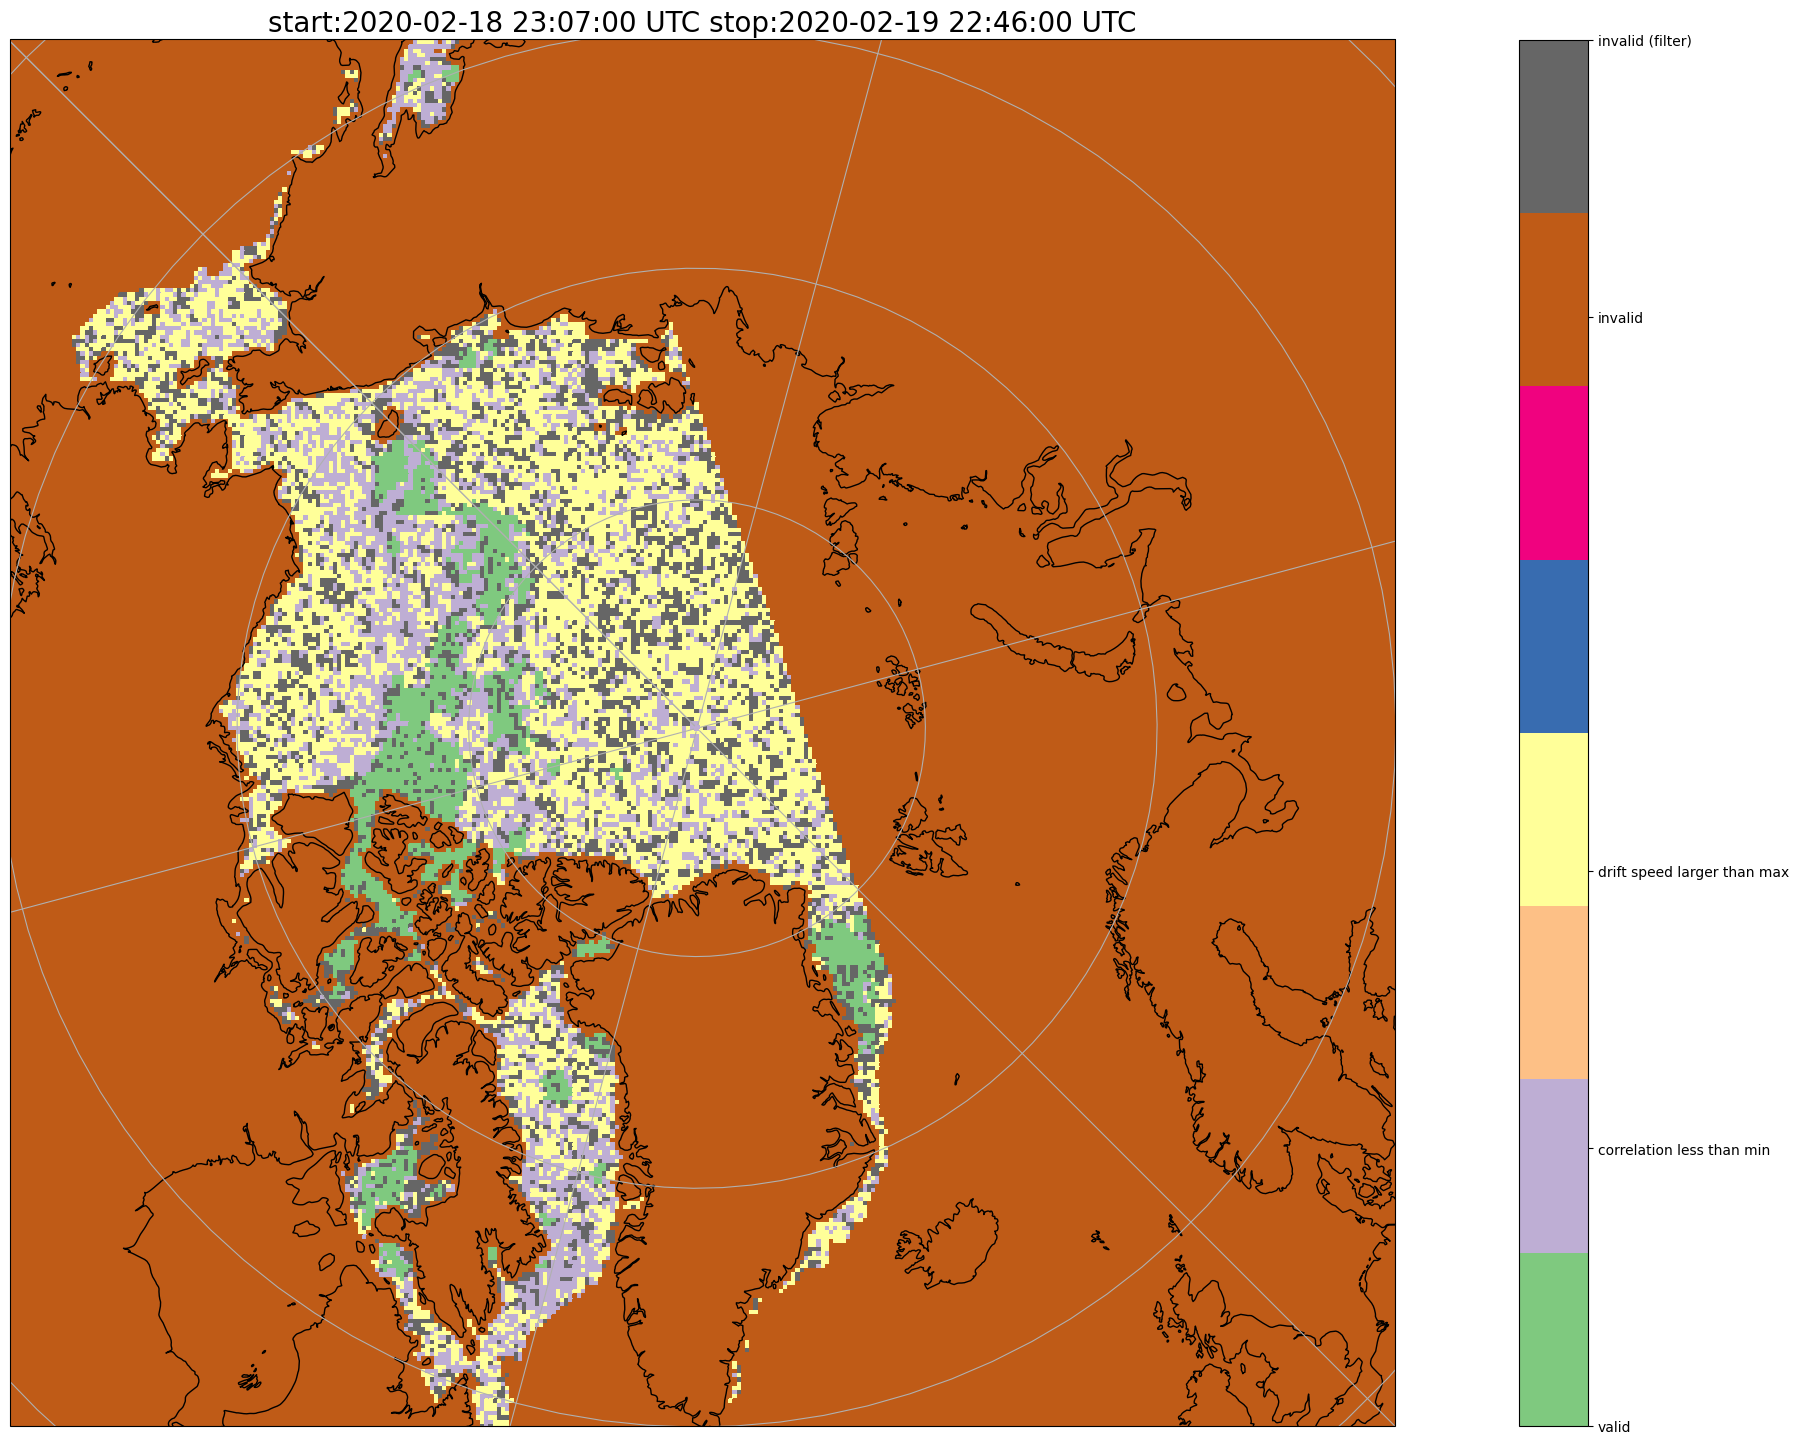 start:2020-02-18 23:07:00 UTC stop:2020-02-19 22:46:00 UTC
invalid (filter)
invalid
drift speed larger than max
correlation less than min
valid